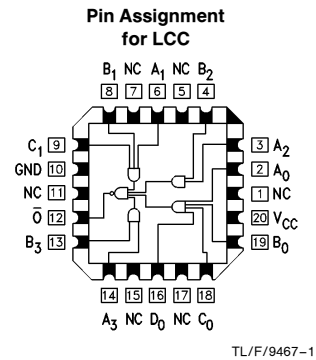 Pin Assignment
for LCC
B1 NC A1 NC B2
8 7 6 5 4
C1 9
GND 10
NC 11
O̅ 12
B3 13
3 A2
2 A0
1 NC
20 VCC
19 B0
14 15 16 17 18
A3 NC D0 NC C0
TL/F/9467–1